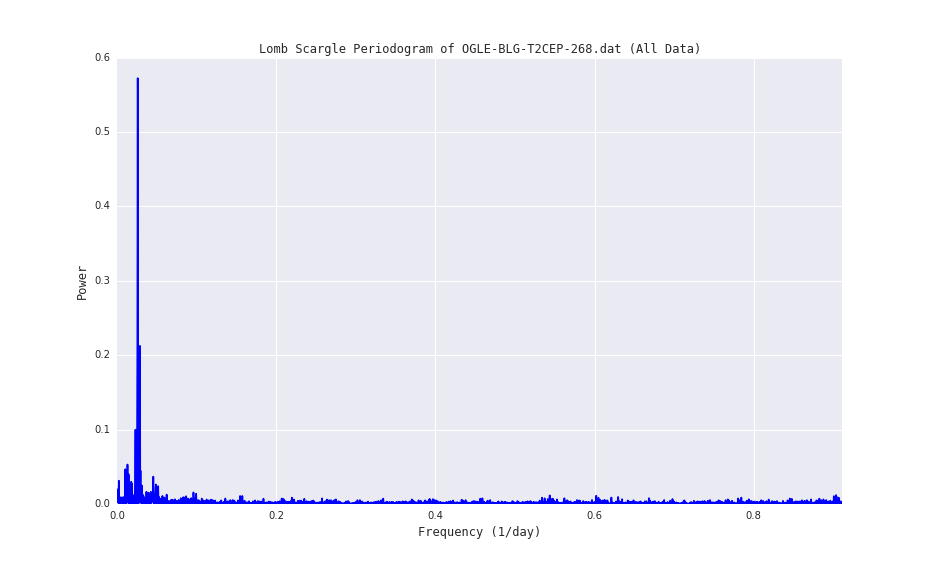 Lomb Scargle Periodogram of OGLE-BLG-T2CEP-268.dat (All Data)
0.6
0.5
0.4
0.3
0.2
0.1
0.0
Power
0.0 0.2 0.4 0.6 0.8
Frequency (1/day)